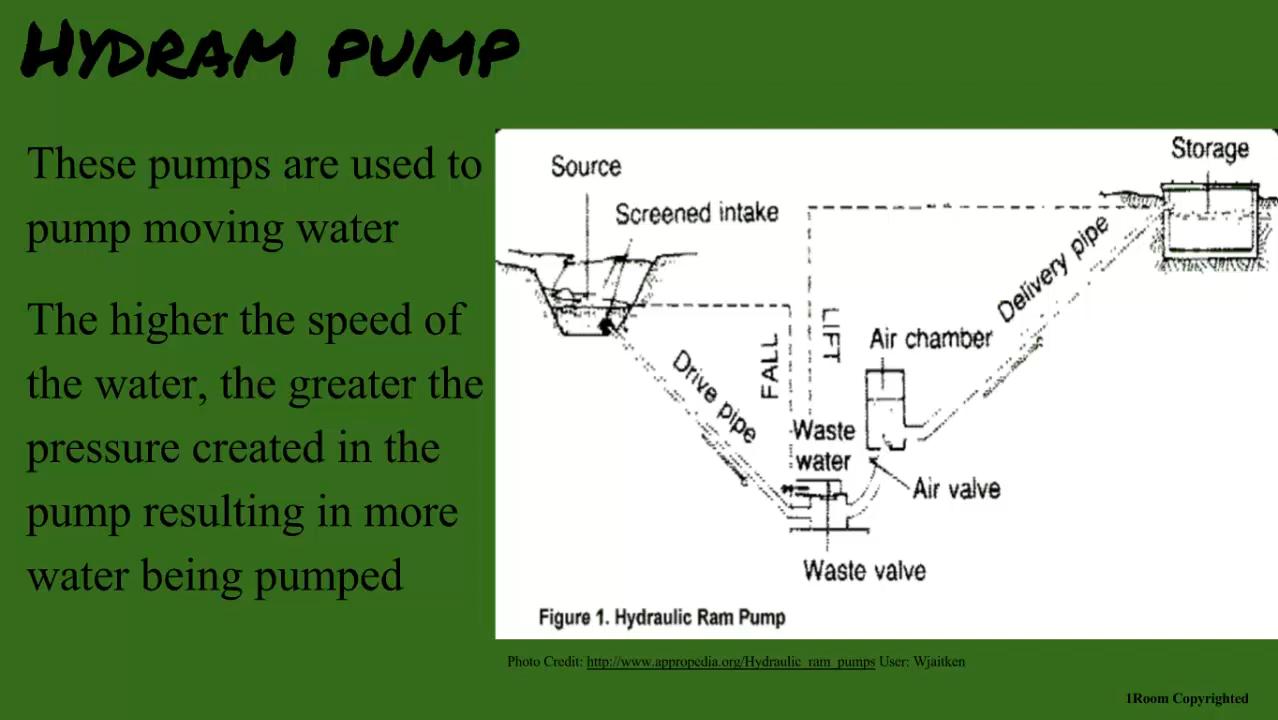 HYDRAM PUMP
These pumps are used to
pump moving water
The higher the speed of
the water, the greater the
pressure created in the
pump resulting in more
water being pumped
Source
Screened intake
Storage
Delivery pipe
LIFT
FALL
Air chamber
Drive pipe
Waste
water
Air valve
Waste valve
Figure 1. Hydraulic Ram Pump
Photo Credit: http://www.appropedia.org/Hydraulic_ram_pumps User: Wjaitken
1Room Copyrighted